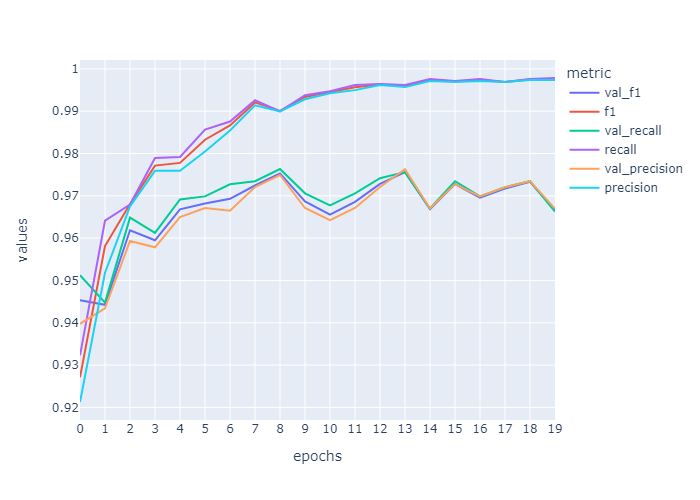 1
0.99
0.98
0.97
0.96
0.95
0.94
0.93
0.92
values
0 1 2 3 4 5 6 7 8 9 10 11 12 13 14 15 16 17 18 19
epochs
metric
val_f1
f1
val_recall
recall
val_precision
precision